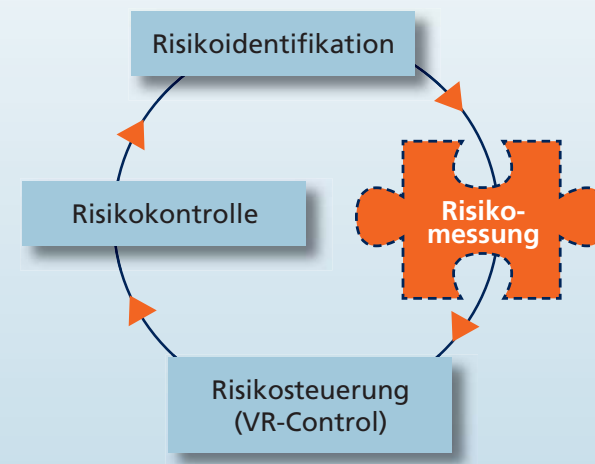 Risikoidentifikation
Risiko-
messung
Risikosteuerung
(VR-Control)
Risikokontrolle